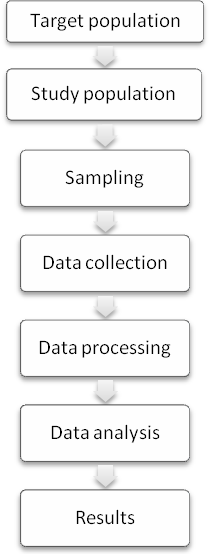 Target population
Study population
Sampling
Data collection
Data processing
Data analysis
Results